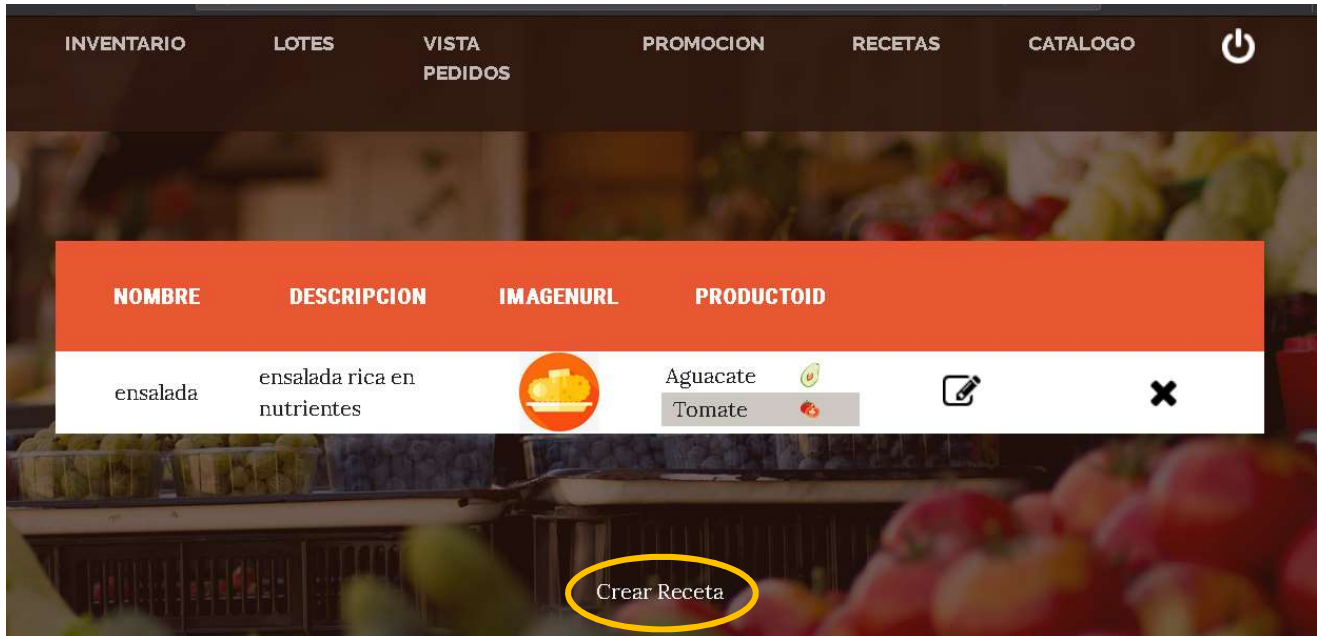 INVENTARIO LOTES VISTA PEDIDOS PROMOCION RECETAS CATALOGO
NOMBRE DESCRIPCION IMAGENURL PRODUCTOID
ensalada
ensalada rica en
nutrientes
Aguacate
Tomate
Crear Receta